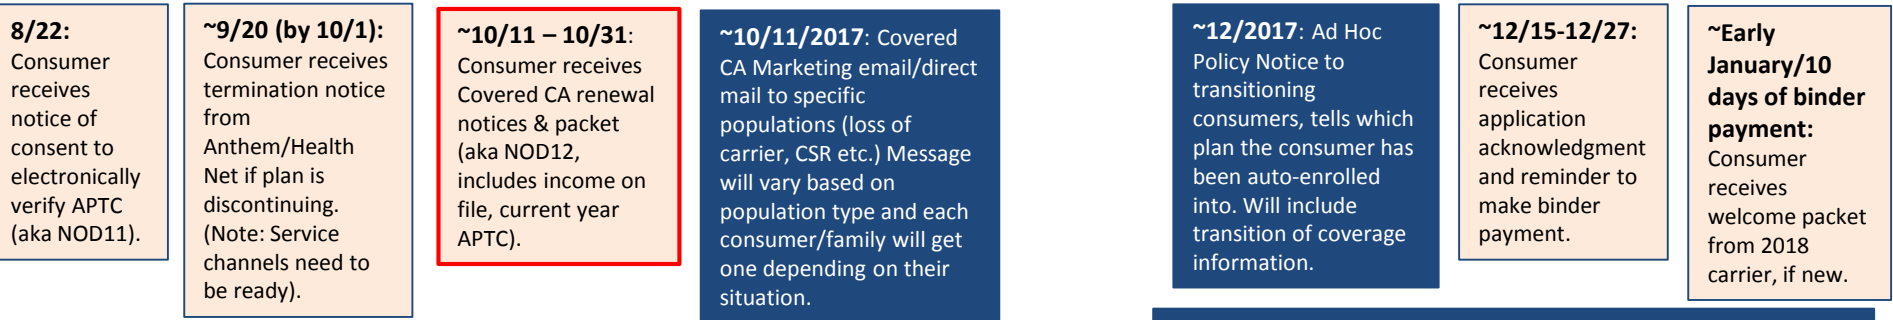 8/22:
Consumer
receives
notice of
consent to
electronically
verify APTC
(aka NOD11).
~9/20 (by 10/1):
Consumer receives
termination notice
from
Anthem/Health
Net if plan is
discontinuing.
(Note: Service
channels need to
be ready).
~10/11 – 10/31:
Consumer receives
Covered CA renewal
notices & packet
(aka NOD12,
includes income on
file, current year
APTC).
~10/11/2017: Covered
CA Marketing email/direct
mail to specific
populations (loss of
carrier, CSR etc.) Message
will vary based on
population type and each
consumer/family will get
one depending on their
situation.
~12/2017: Ad Hoc
Policy Notice to
transitioning
consumers, tells which
plan the consumer has
been auto-enrolled
into. Will include
transition of coverage
information.
~12/15-12/27:
Consumer
receives
application
acknowledgment
and reminder to
make binder
payment.
~Early
January/10
days of binder
payment:
Consumer
receives
welcome packet
from 2018
carrier, if new.